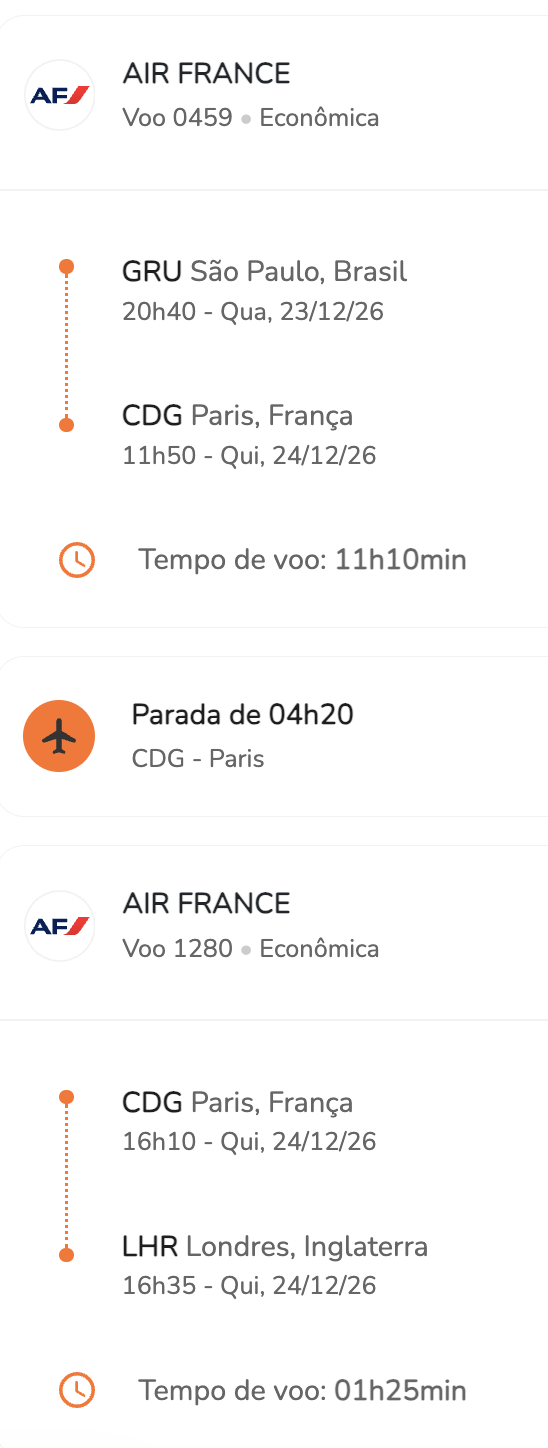 AIR FRANCE
AF
Voo 0459 • Econômica
GRU São Paulo, Brasil
20h40 - Qua, 23/12/26
CDG Paris, França
11h50 - Qui, 24/12/26
Tempo de voo: 11h10min
Parada de 04h20
CDG - Paris
AIR FRANCE
AF
Voo 1280 • Econômica
CDG Paris, França
16h10 - Qui, 24/12/26
LHR Londres, Inglaterra
16h35 - Qui, 24/12/26
Tempo de voo: 01h25min